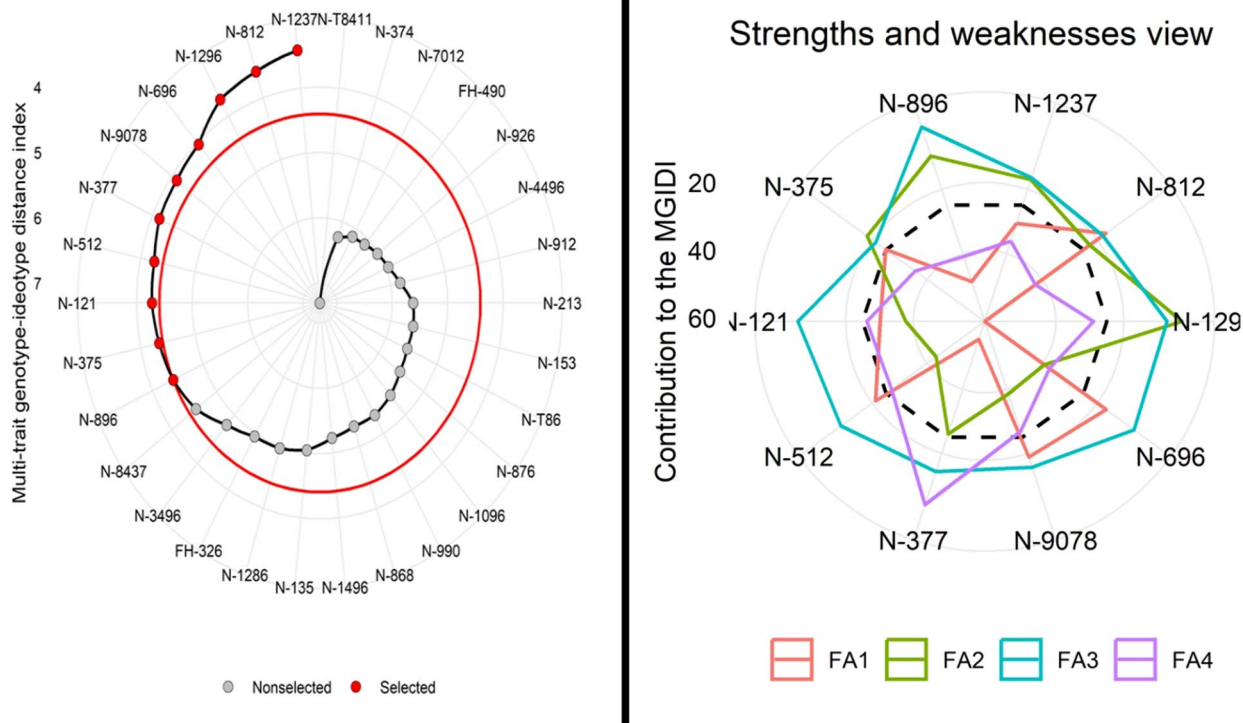 N-1237N-T8411
N-812
N-374
N-1296
N-7012
4
N-696
FH-490
5
N-9078
N-926
6
N-377
N-4496
7
N-512
N-912
N-121
N-213
N-375
N-153
N-896
N-T86
N-8437
N-876
N-3496
N-1096
FH-326
N-990
N-1286
N-868
N-135
N-1496
Multi-trait genotype-ideotype distance index
Nonselected
Selected
Strengths and weaknesses view
N-896
N-1237
20
N-375
N-812
40
60
N-121
N-129
N-512
N-696
N-377
N-9078
Contribution to the MGIDI
FA1
FA2
FA3
FA4